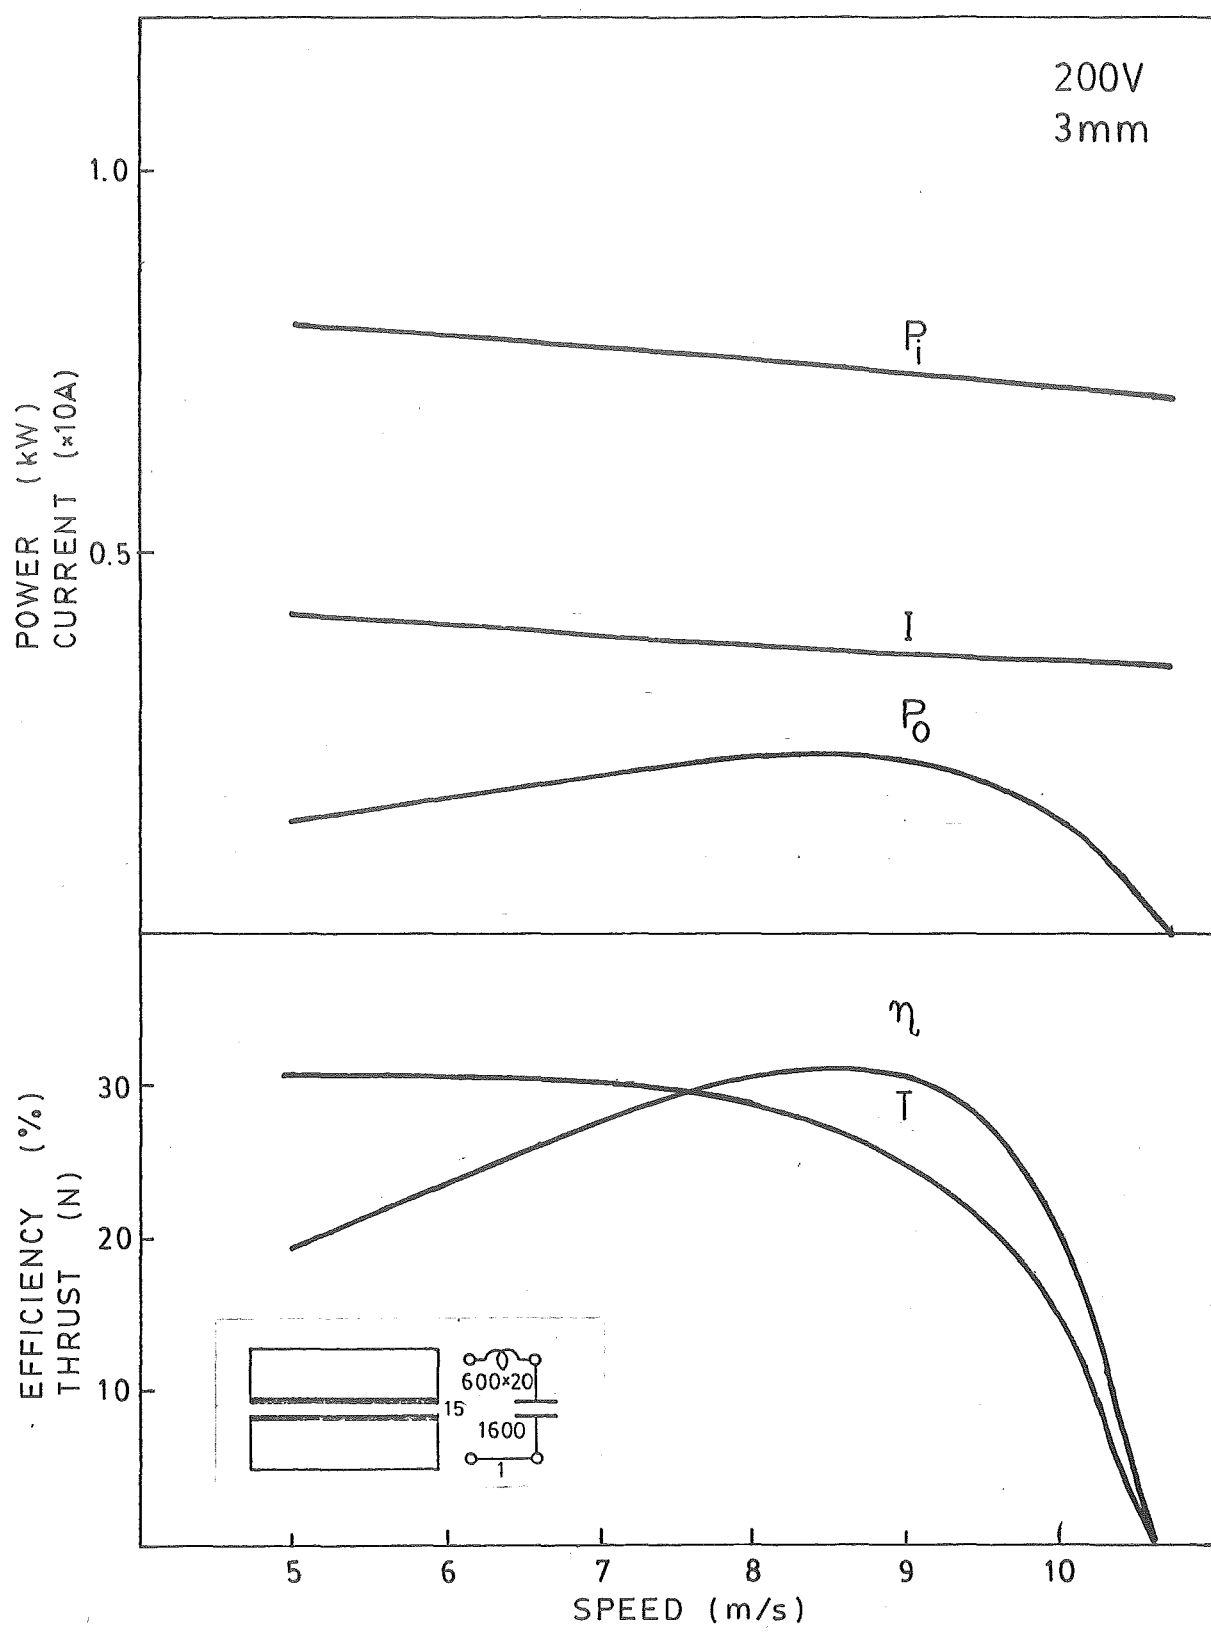 200V
3mm
1.0
0.5
POWER (kW)
CURRENT (×10A)
Pi
I
PO
η
T
30
20
10
EFFICIENCY (%)
THRUST (N)
600×20
15
1600
1
5 6 7 8 9 10
SPEED (m/s)